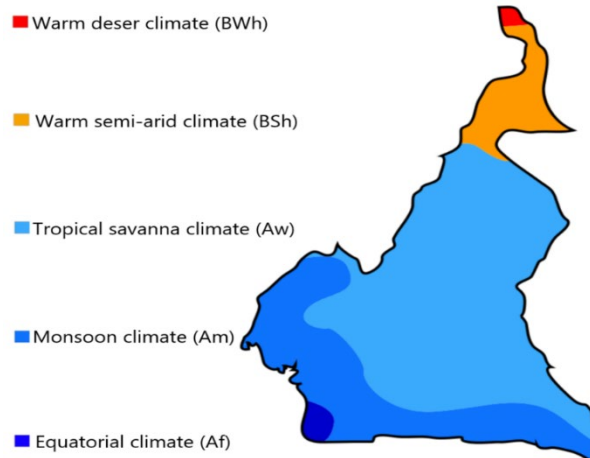 Warm deser climate (BWh)
Warm semi-arid climate (BSh)
Tropical savanna climate (Aw)
Monsoon climate (Am)
Equatorial climate (Af)